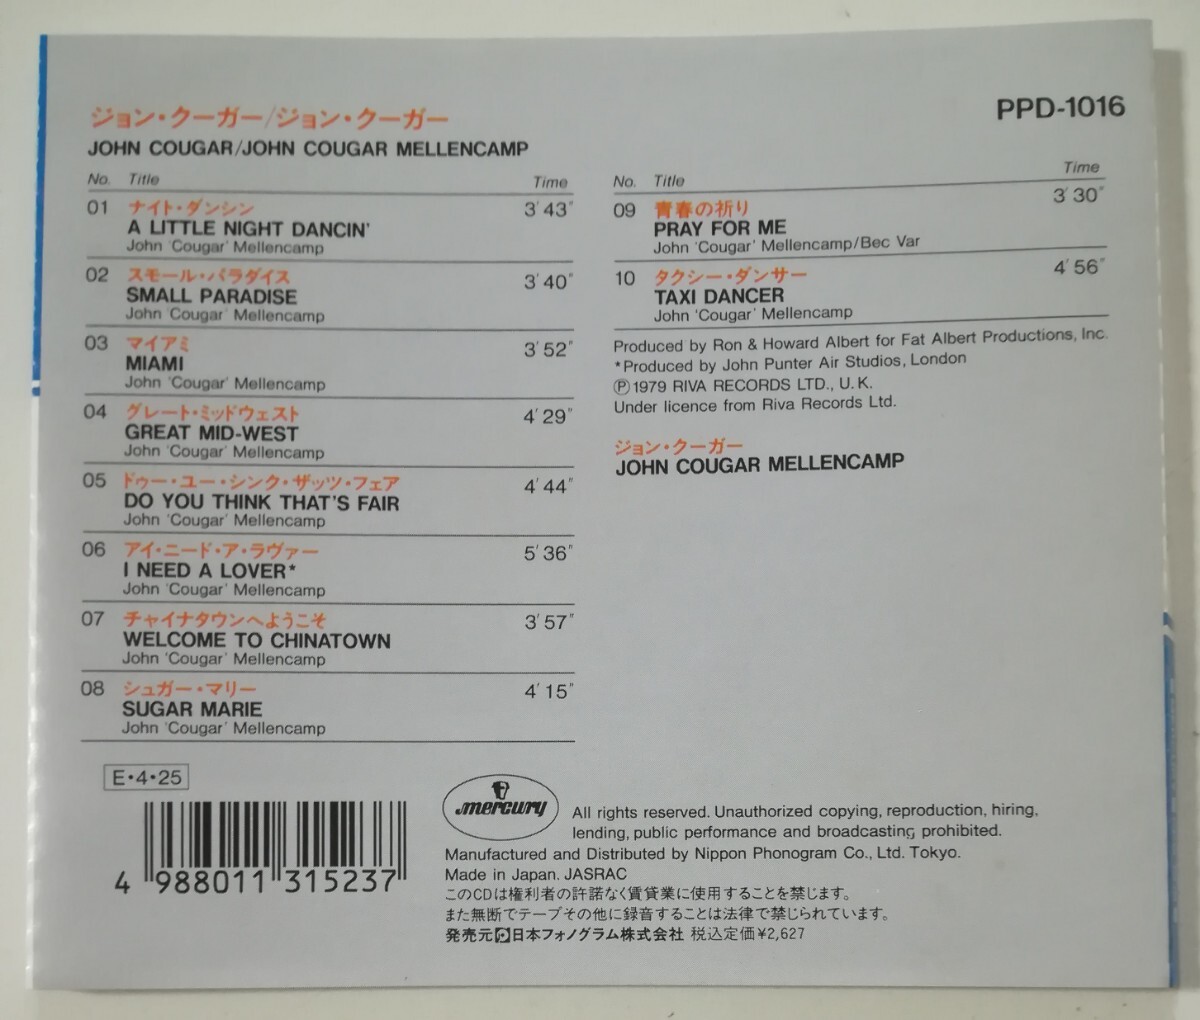 ジョン・クーガー/ジョン・クーガー
JOHN COUGAR/JOHN COUGAR MELLENCAMP
PPD-1016
No. Title Time
01 ナイト・ダンシン 3'43"
A LITTLE NIGHT DANCIN'
John 'Cougar' Mellencamp
02 スモール・パラダイス 3'40"
SMALL PARADISE
John 'Cougar' Mellencamp
03 マイアミ 3'52"
MIAMI
John 'Cougar' Mellencamp
04 グレート・ミッドウェスト 4'29"
GREAT MID-WEST
John 'Cougar' Mellencamp
05 ドゥー・ユー・シンク・ザッツ・フェア 4'44"
DO YOU THINK THAT'S FAIR
John 'Cougar' Mellencamp
06 アイ・ニード・ア・ラヴァー 5'36"
I NEED A LOVER*
John 'Cougar' Mellencamp
07 チャイナタウンへようこそ 3'57"
WELCOME TO CHINATOWN
John 'Cougar' Mellencamp
08 シュガー・マリー 4'15"
SUGAR MARIE
John 'Cougar' Mellencamp
No. Title Time
09 青春の祈り 3'30"
PRAY FOR ME
John 'Cougar' Mellencamp/Bec Var
10 タクシー・ダンサー 4'56"
TAXI DANCER
John 'Cougar' Mellencamp
Produced by Ron & Howard Albert for Fat Albert Productions, Inc.
*Produced by John Punter Air Studios, London
Ⓟ1979 RIVA RECORDS LTD., U.K.
Under licence from Riva Records Ltd.
ジョン・クーガー
JOHN COUGAR MELLENCAMP
E・4・25
4 988011 315237
mercury
All rights reserved. Unauthorized copying, reproduction, hiring,
lending, public performance and broadcasting prohibited.
Manufactured and Distributed by Nippon Phonogram Co., Ltd. Tokyo.
Made in Japan. JASRAC
このCDは権利者の許諾なく賃貸業に使用することを禁じます。
また無断でテープその他に録音することは法律で禁じられています。
発売元 日本フォノグラム株式会社 税込定価¥2,627